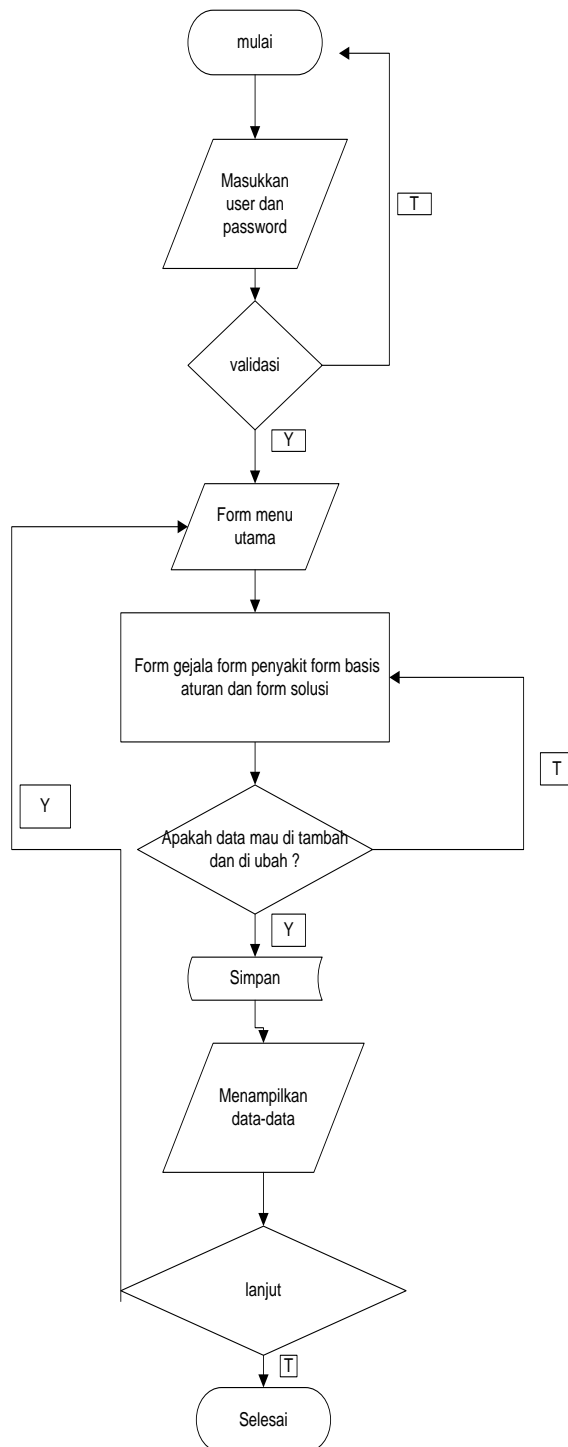 mulai
Masukkan
user dan
password
T
validasi
Y
Form menu
utama
Form gejala form penyakit form basis
aturan dan form solusi
T
Y
Apakah data mau di tambah
dan di ubah ?
Y
Simpan
Menampilkan
data-data
lanjut
T
Selesai